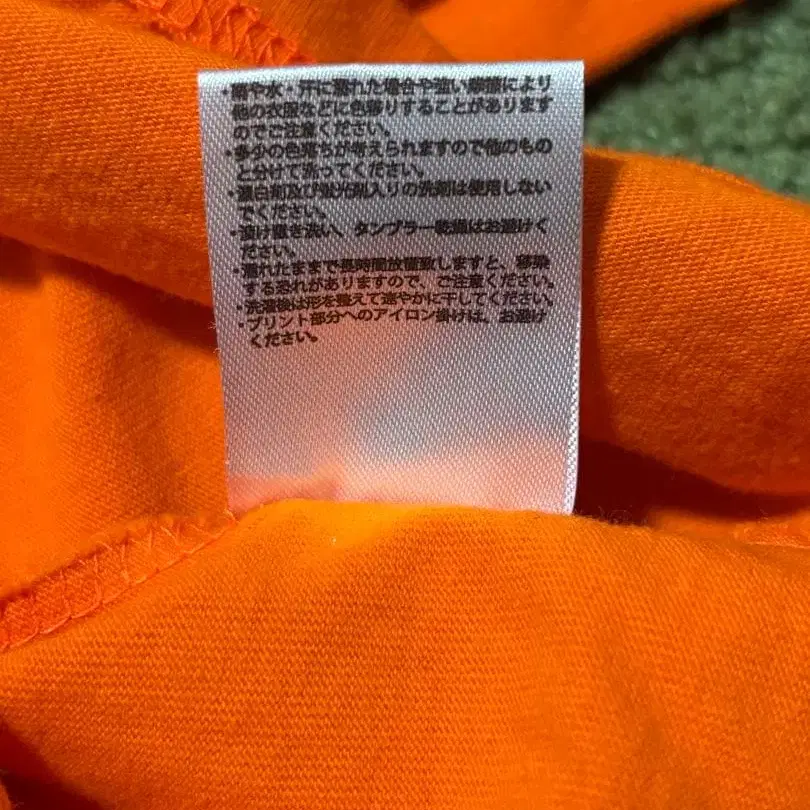 ・雨や水・汗に濡れた場合や強い摩擦により
他の衣服などに色移りすることがあります
のでご注意ください。
・多少の色落ちが考えられますので他のもの
と分けて洗ってください。
・漂白剤及び蛍光剤入りの洗剤は使用しない
でください。
・漬け置き洗い、タンブラー乾燥はお避けく
ださい。
・濡れたままで長時間放置致しますと、移染
する恐れがありますので、ご注意ください。
・洗濯後は形を整えて速やかに干してください。
・プリント部分へのアイロン掛けは、お避け
ください。